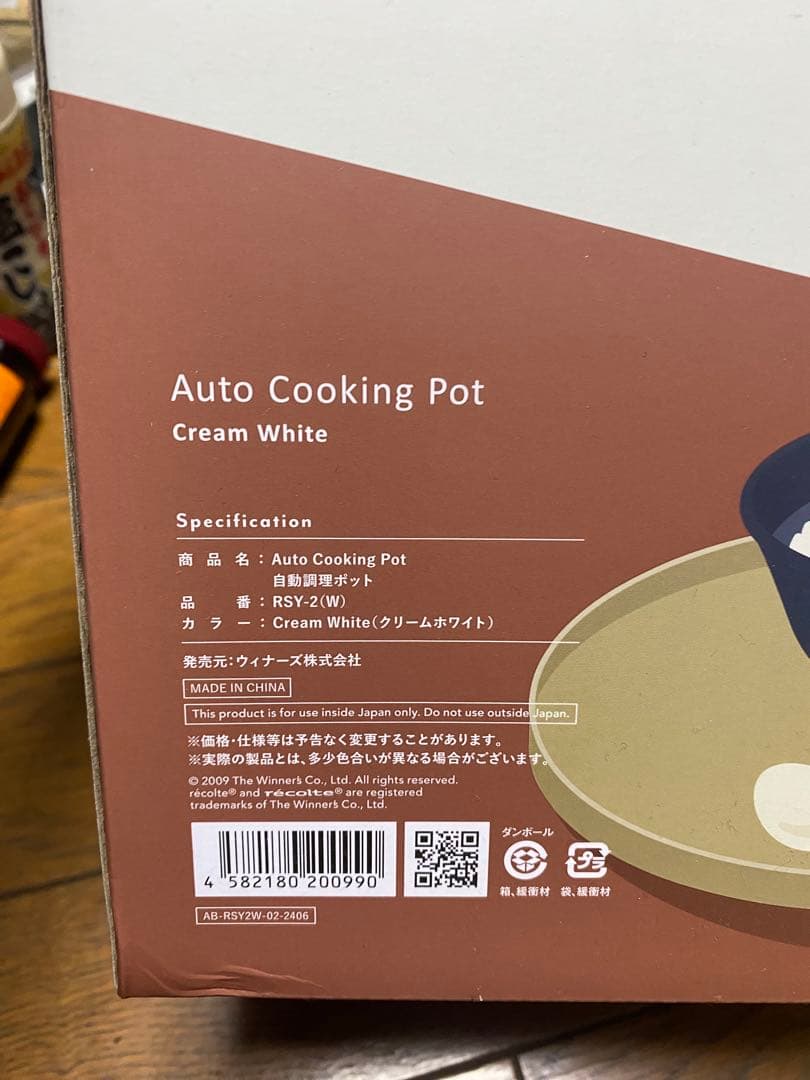 Auto Cooking Pot
Cream White
Specification
商品名：Auto Cooking Pot
自動調理ポット
品番：RSY-2(W)
カラー：Cream White(クリームホワイト)
発売元:ウィナーズ株式会社
MADE IN CHINA
This product is for use inside Japan only. Do not use outside Japan.
※価格・仕様等は予告なく変更することがあります。
※実際の製品とは、多少色合いが異なる場合がございます。
© 2009 The Winner's Co., Ltd. All rights reserved.
récolte® and récolte® are registered
trademarks of The Winner's Co., Ltd.
4 582180 200990
ダンボール
プラ
箱、緩衝材 袋、緩衝材
AB-RSY2W-02-2406